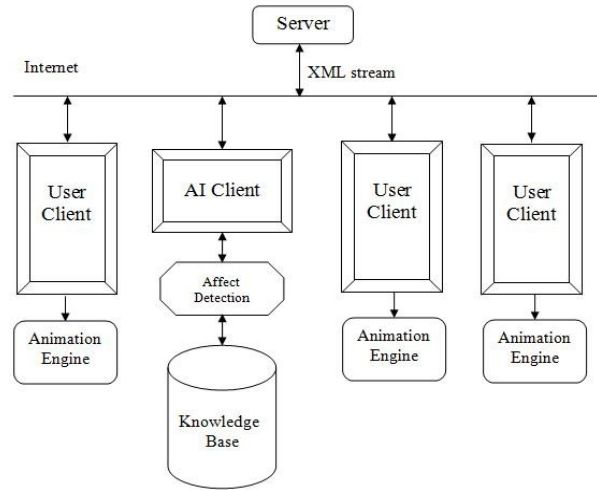 Server
Internet
XML stream
User
Client
AI Client
User
Client
User
Client
Affect
Detection
Animation
Engine
Animation
Engine
Animation
Engine
Knowledge
Base